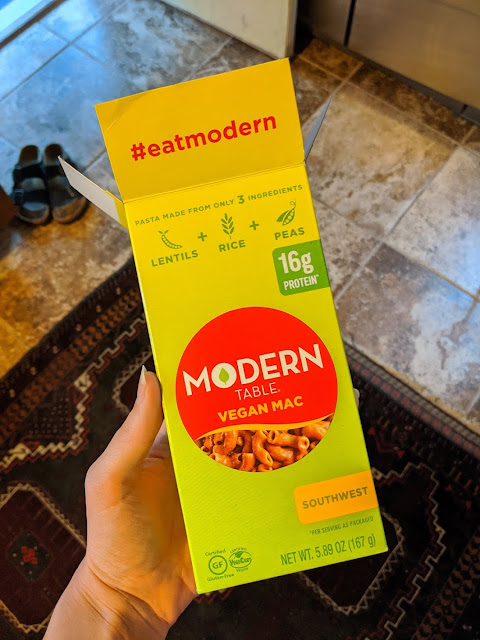 #eatmodern
PASTA MADE FROM ONLY 3 INGREDIENTS
LENTILS + RICE + PEAS
16g
PROTEIN*
MODERN
TABLE®
VEGAN MAC
SOUTHWEST
*PER SERVING AS PACKAGED
Certified
GF
Gluten-Free
NET WT. 5.89 OZ (167 g)